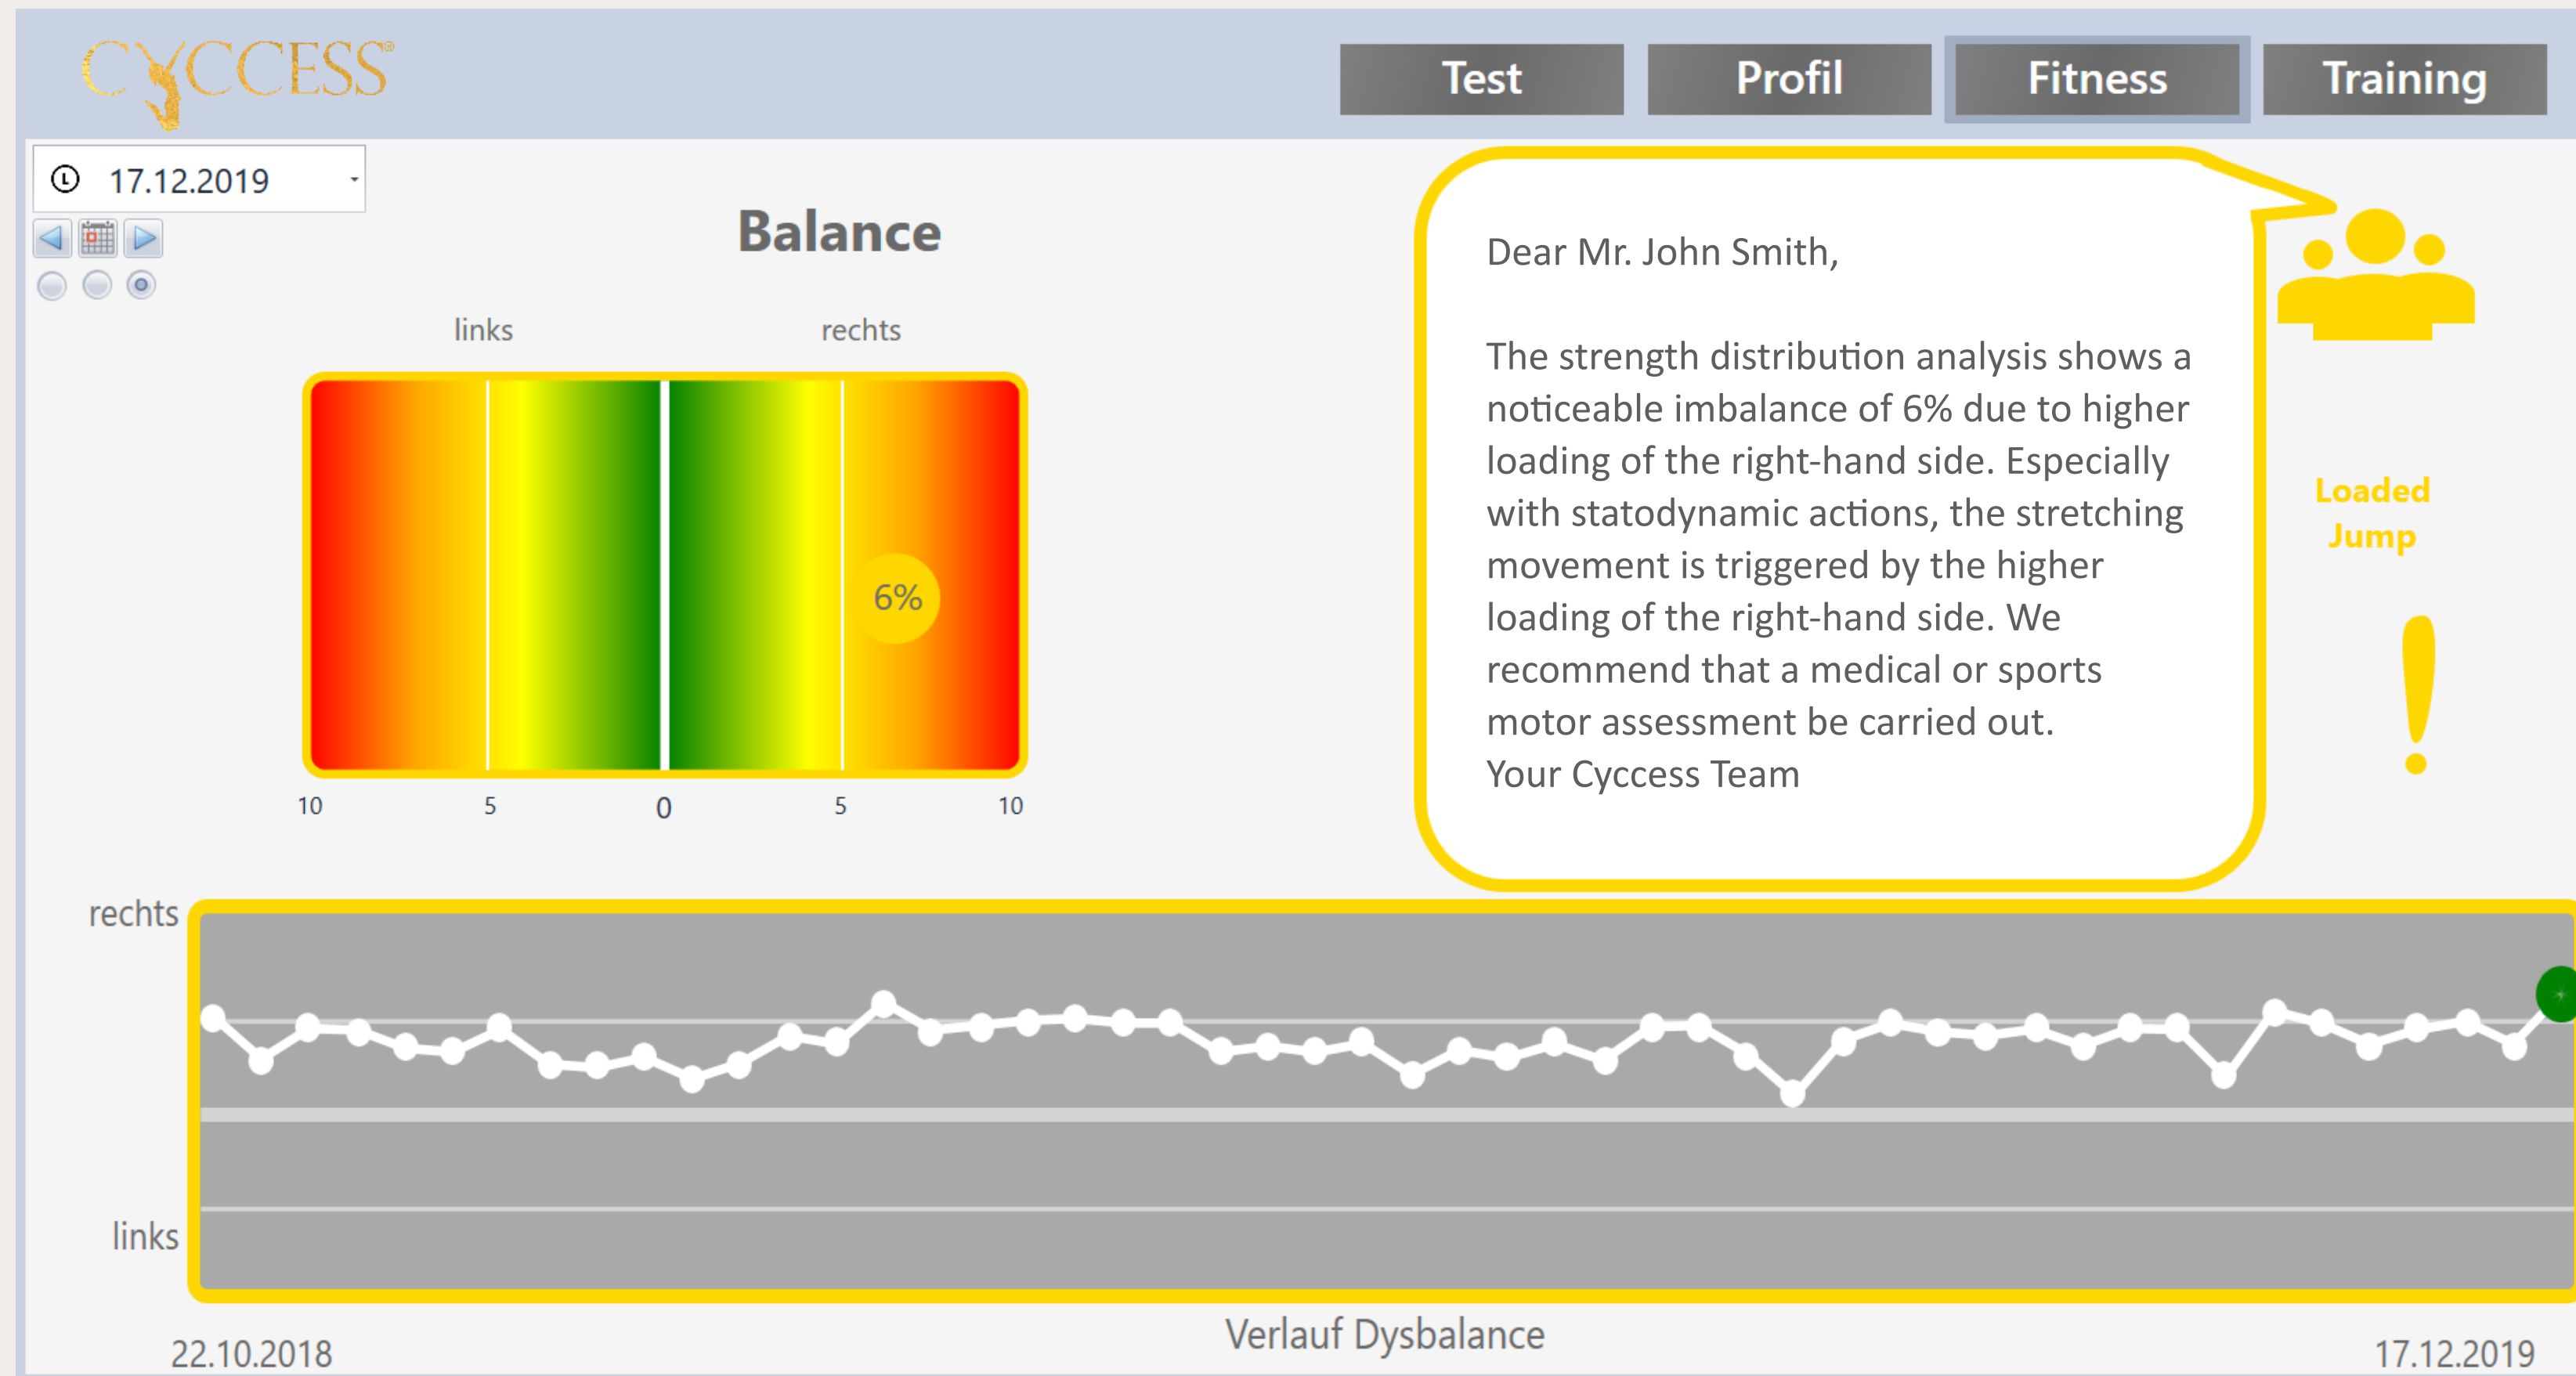 CYCCESS®
Test
Profil
Fitness
Training
17.12.2019
Balance
links
rechts
6%
10
5
0
5
10
Dear Mr. John Smith,
The strength distribution analysis shows a
noticeable imbalance of 6% due to higher
loading of the right-hand side. Especially
with statodynamic actions, the stretching
movement is triggered by the higher
loading of the right-hand side. We
recommend that a medical or sports
motor assessment be carried out.
Your Cyccess Team
Loaded
Jump
!
rechts
links
Verlauf Dysbalance
22.10.2018
17.12.2019